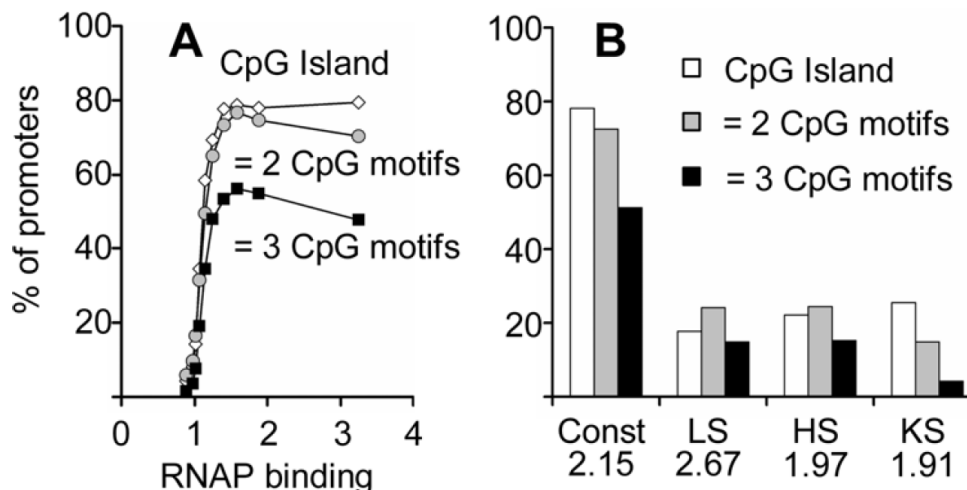 A
B
% of promoters
100
80
60
40
20
CpG Island
= 2 CpG motifs
= 3 CpG motifs
0 1 2 3 4
RNAP binding
100
80
60
40
20
CpG Island
= 2 CpG motifs
= 3 CpG motifs
Const LS HS KS
2.15 2.67 1.97 1.91